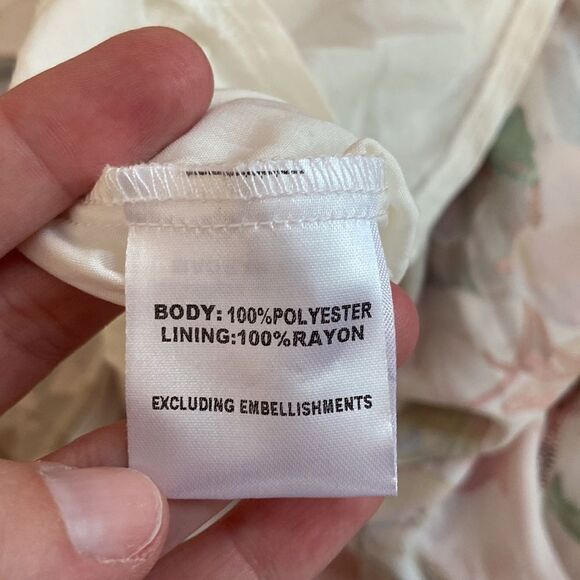 BODY: 100%POLYESTER
LINING:100%RAYON
EXCLUDING EMBELLISHMENTS